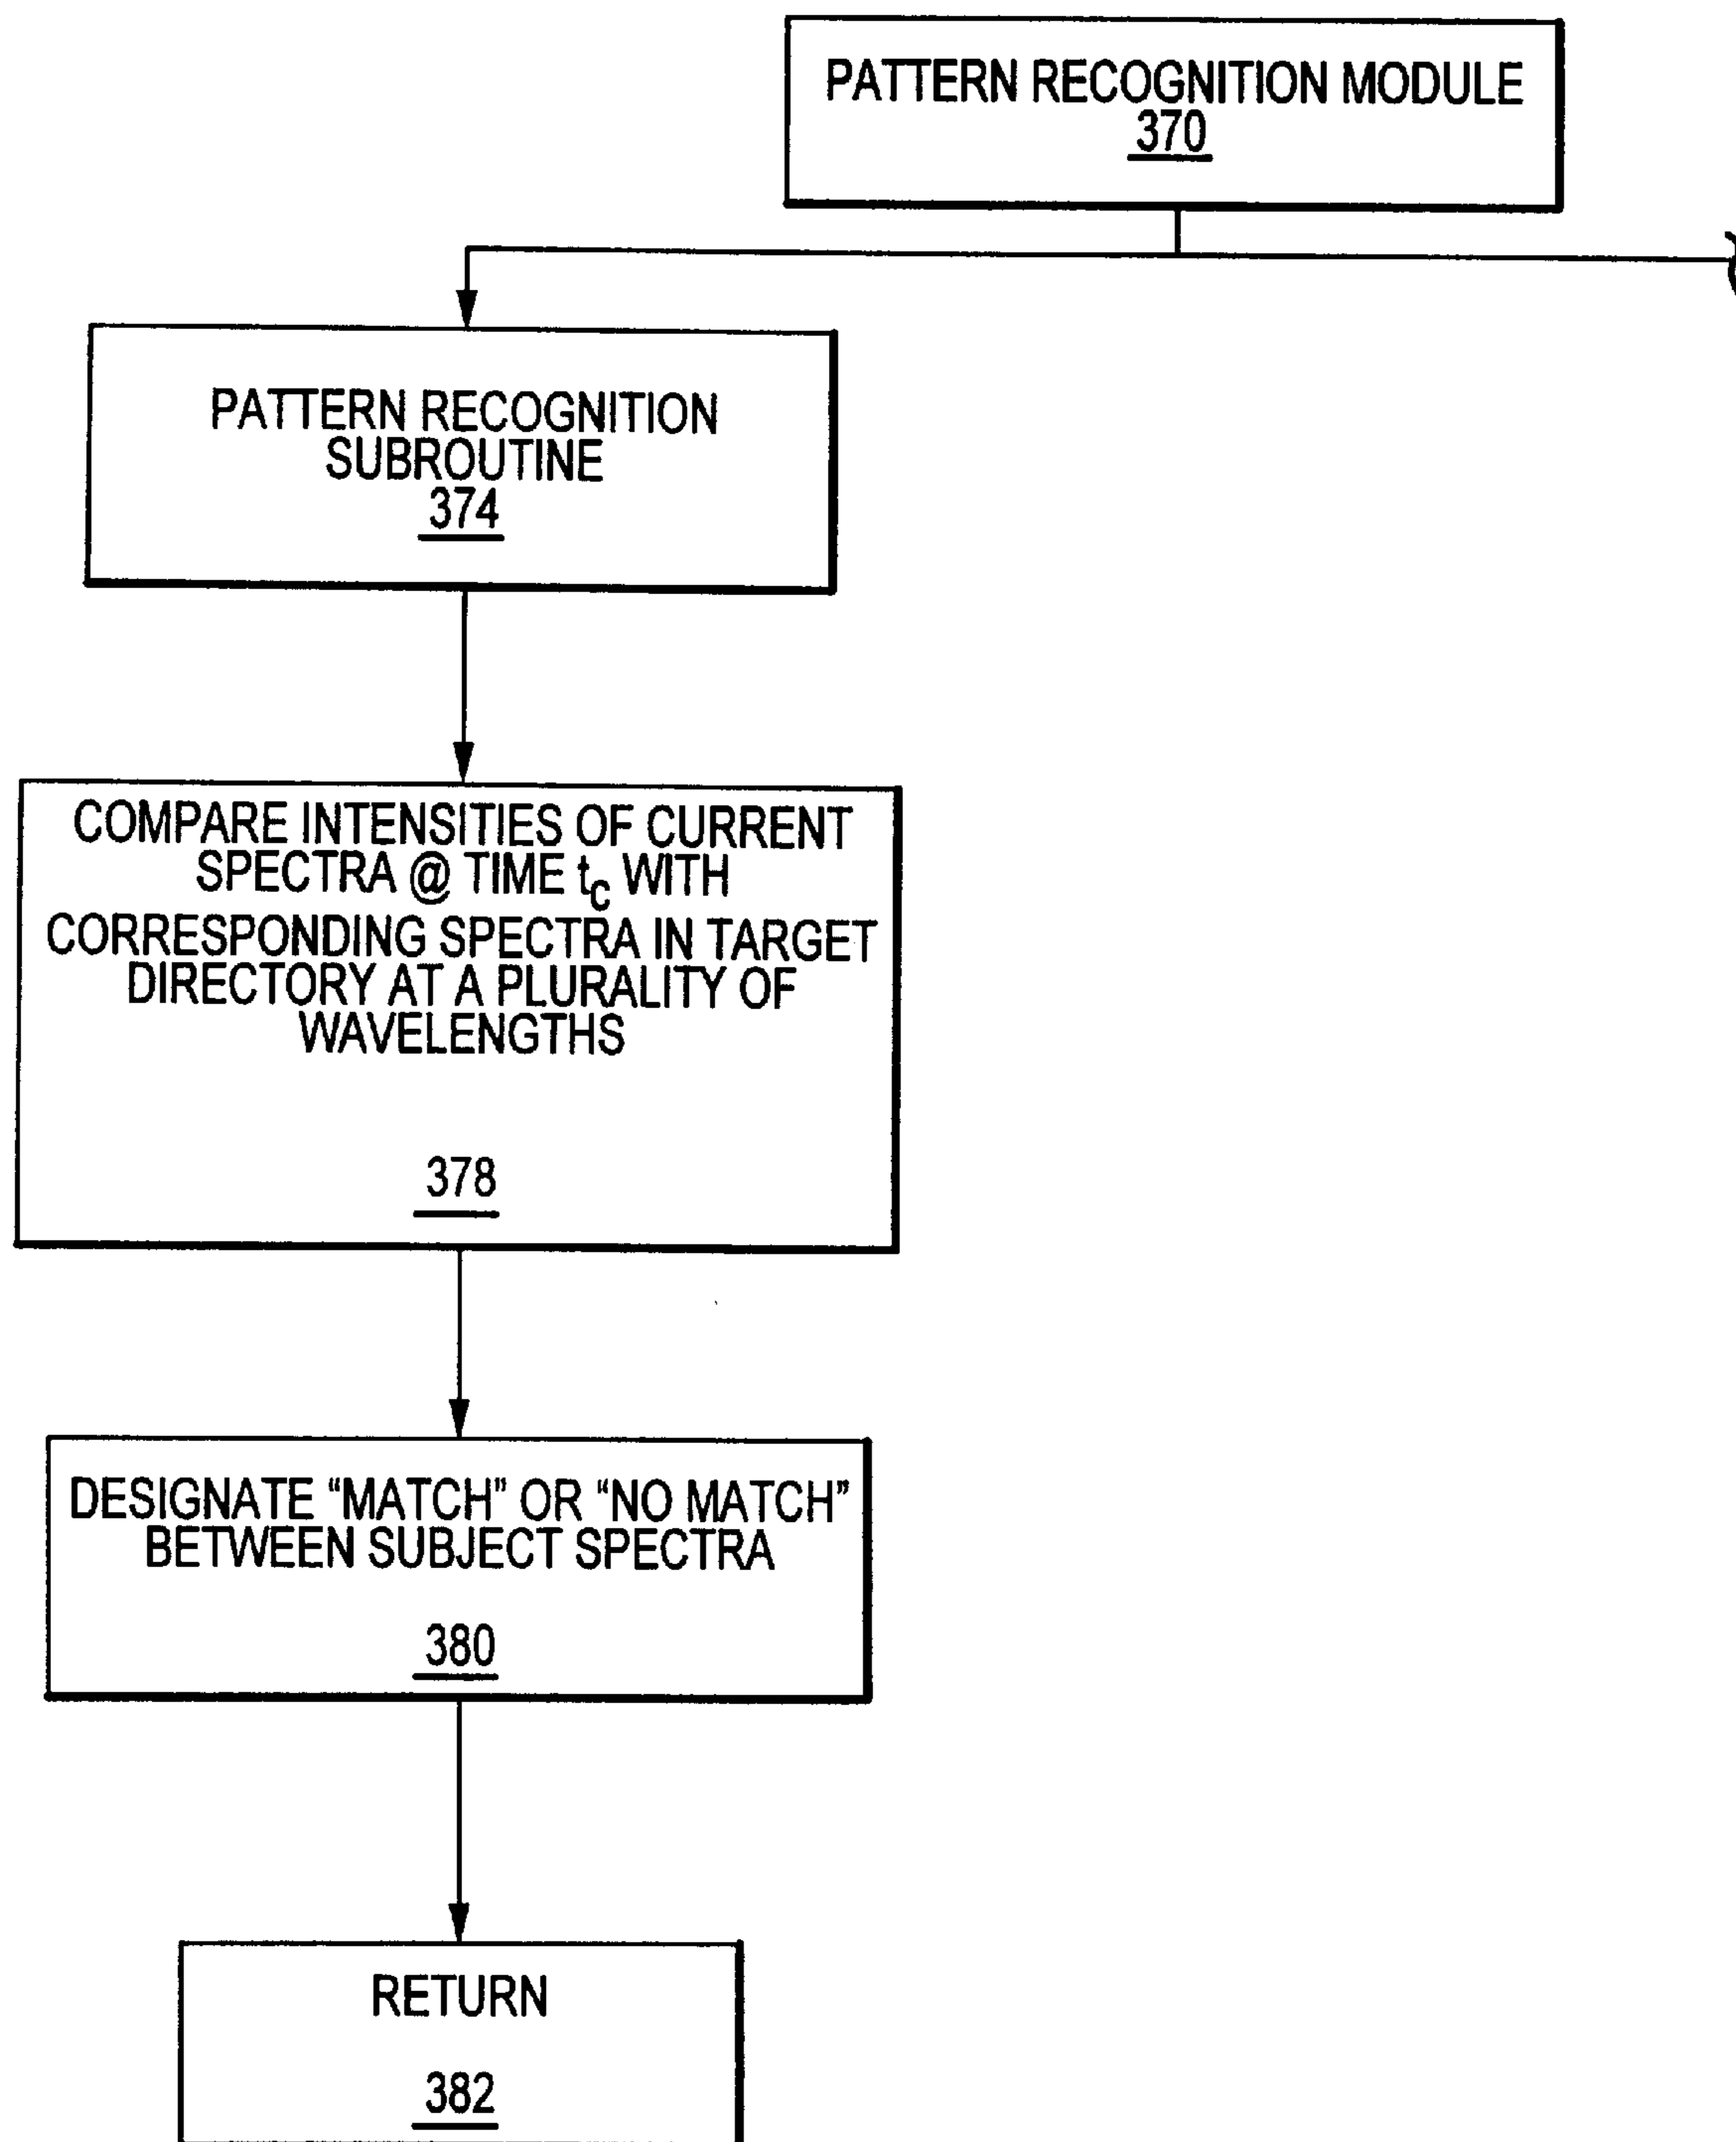 PATTERN RECOGNITION MODULE
370
PATTERN RECOGNITION
SUBROUTINE
374
COMPARE INTENSITIES OF CURRENT
SPECTRA @ TIME tc WITH
CORRESPONDING SPECTRA IN TARGET
DIRECTORY AT A PLURALITY OF
WAVELENGTHS
378
DESIGNATE “MATCH” OR “NO MATCH”
BETWEEN SUBJECT SPECTRA
380
RETURN
382